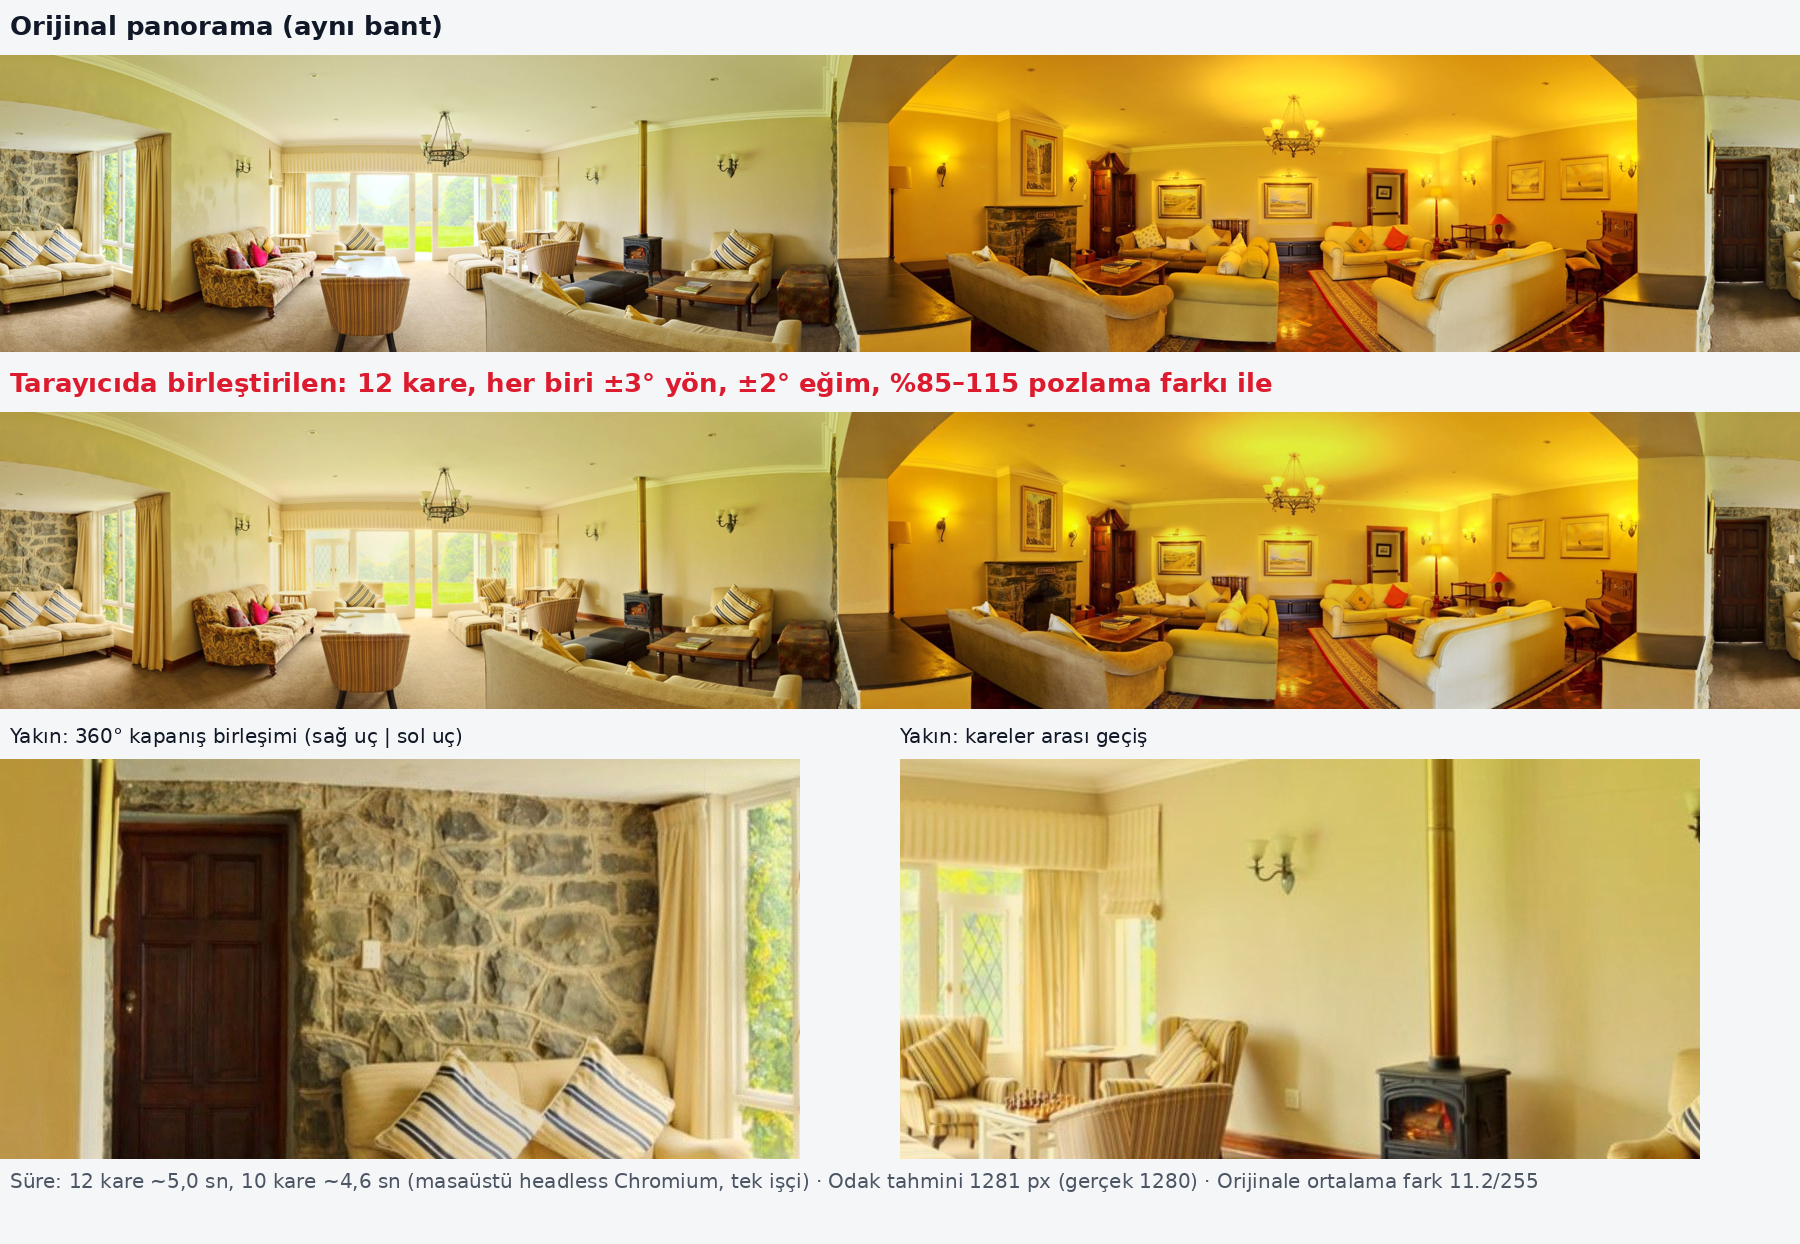 Orijinal panorama (aynı bant)
Tarayıcıda birleştirilen: 12 kare, her biri ±3° yön, ±2° eğim, %85–115 pozlama farkı ile
Yakın: 360° kapanış birleşimi (sağ uç | sol uç)
Yakın: kareler arası geçiş
Süre: 12 kare ~5,0 sn, 10 kare ~4,6 sn (masaüstü headless Chromium, tek işçi) · Odak tahmini 1281 px (gerçek 1280) · Orijinale ortalama fark 11.2/255